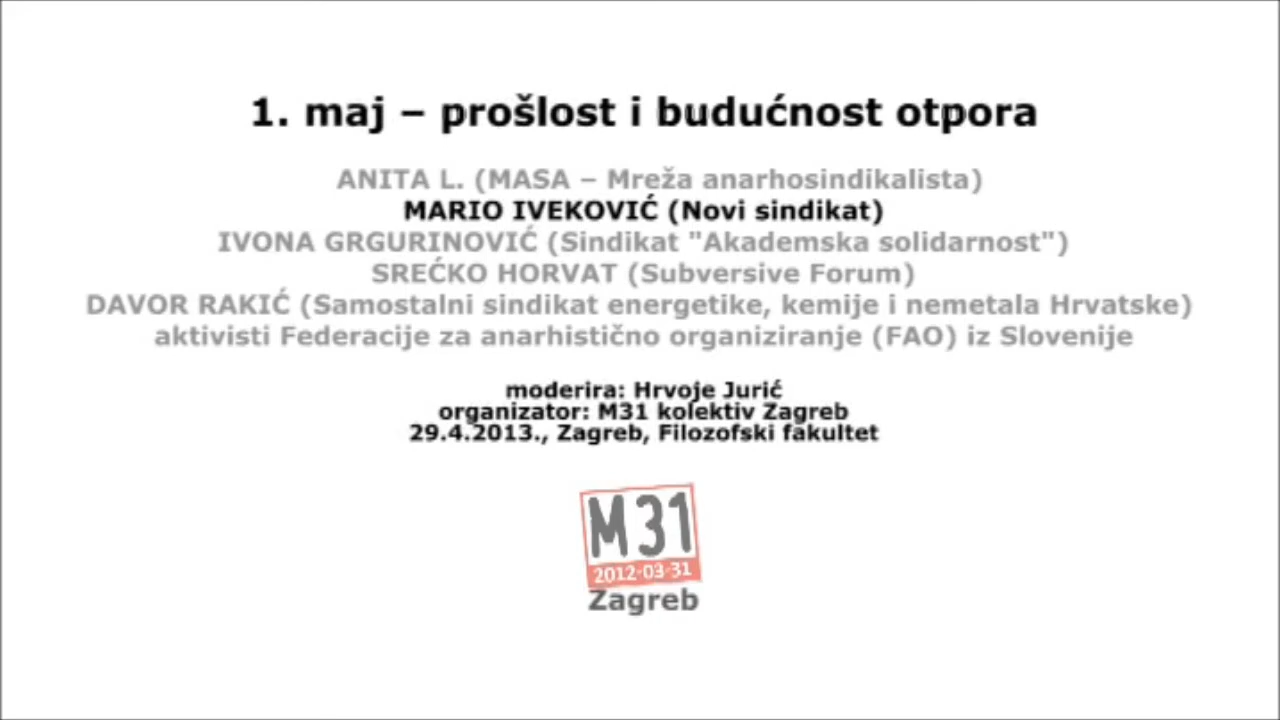 1. maj – prošlost i budućnost otpora
ANITA L. (MASA – Mreža anarhosindikalista)
MARIO IVEKOVIĆ (Novi sindikat)
IVONA GRGURINOVIĆ (Sindikat "Akademska solidarnost")
SREĆKO HORVAT (Subversive Forum)
DAVOR RAKIĆ (Samostalni sindikat energetike, kemije i nemetala Hrvatske)
aktivisti Federacije za anarhistično organiziranje (FAO) iz Slovenije
moderira: Hrvoje Jurić
organizator: M31 kolektiv Zagreb
29.4.2013., Zagreb, Filozofski fakultet
M31
2012-03-31
Zagreb